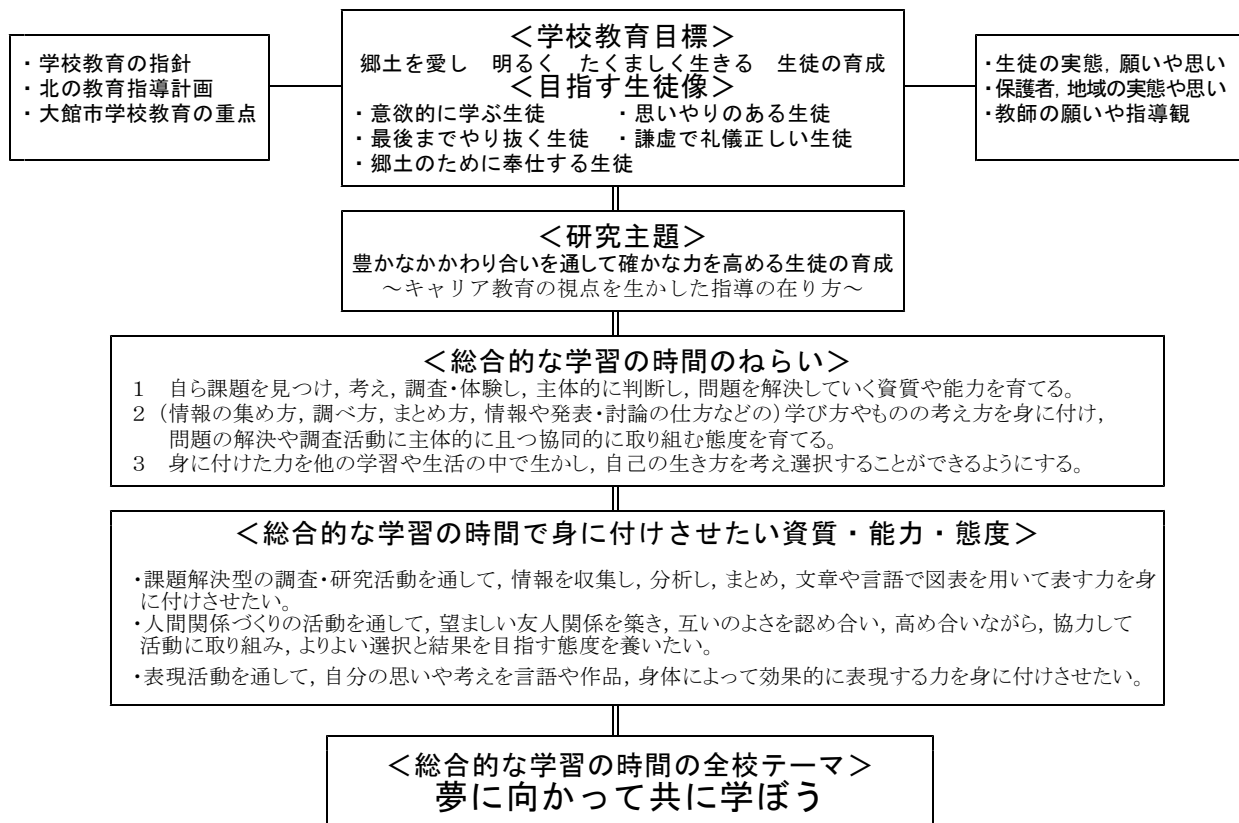 ・学校教育の指針
・北の教育指導計画
・大館市学校教育の重点
＜学校教育目標＞
郷土を愛し　明るく　たくましく生きる　生徒の育成
＜目指す生徒像＞
・意欲的に学ぶ生徒　　・思いやりのある生徒
・最後までやり抜く生徒　・謙虚で礼儀正しい生徒
・郷土のために奉仕する生徒
・生徒の実態，願いや思い
・保護者，地域の実態や思い
・教師の願いや指導観
＜研究主題＞
豊かなかかわり合いを通して確かな力を高める生徒の育成
～キャリア教育の視点を生かした指導の在り方～
＜総合的な学習の時間のねらい＞
1　自ら課題を見つけ，考え，調査・体験し，主体的に判断し，問題を解決していく資質や能力を育てる。
2　（情報の集め方，調べ方，まとめ方，情報や発表・討論の仕方などの）学び方やものの考え方を身に付け，
問題の解決や調査活動に主体的に且つ協同的に取り組む態度を育てる。
3　身に付けた力を他の学習や生活の中で生かし，自己の生き方を考え選択することができるようにする。
＜総合的な学習の時間で身に付けさせたい資質・能力・態度＞
・課題解決型の調査・研究活動を通して，情報を収集し，分析し，まとめ，文章や言語で図表を用いて表す力を身
に付けさせたい。
・人間関係づくりの活動を通して，望ましい友人関係を築き，互いのよさを認め合い，高め合いながら，協力して
活動に取り組み，よりよい選択と結果を目指す態度を養いたい。
・表現活動を通して，自分の思いや考えを言語や作品，身体によって効果的に表現する力を身に付けさせたい。
＜総合的な学習の時間の全校テーマ＞
夢に向かって共に学ぼう